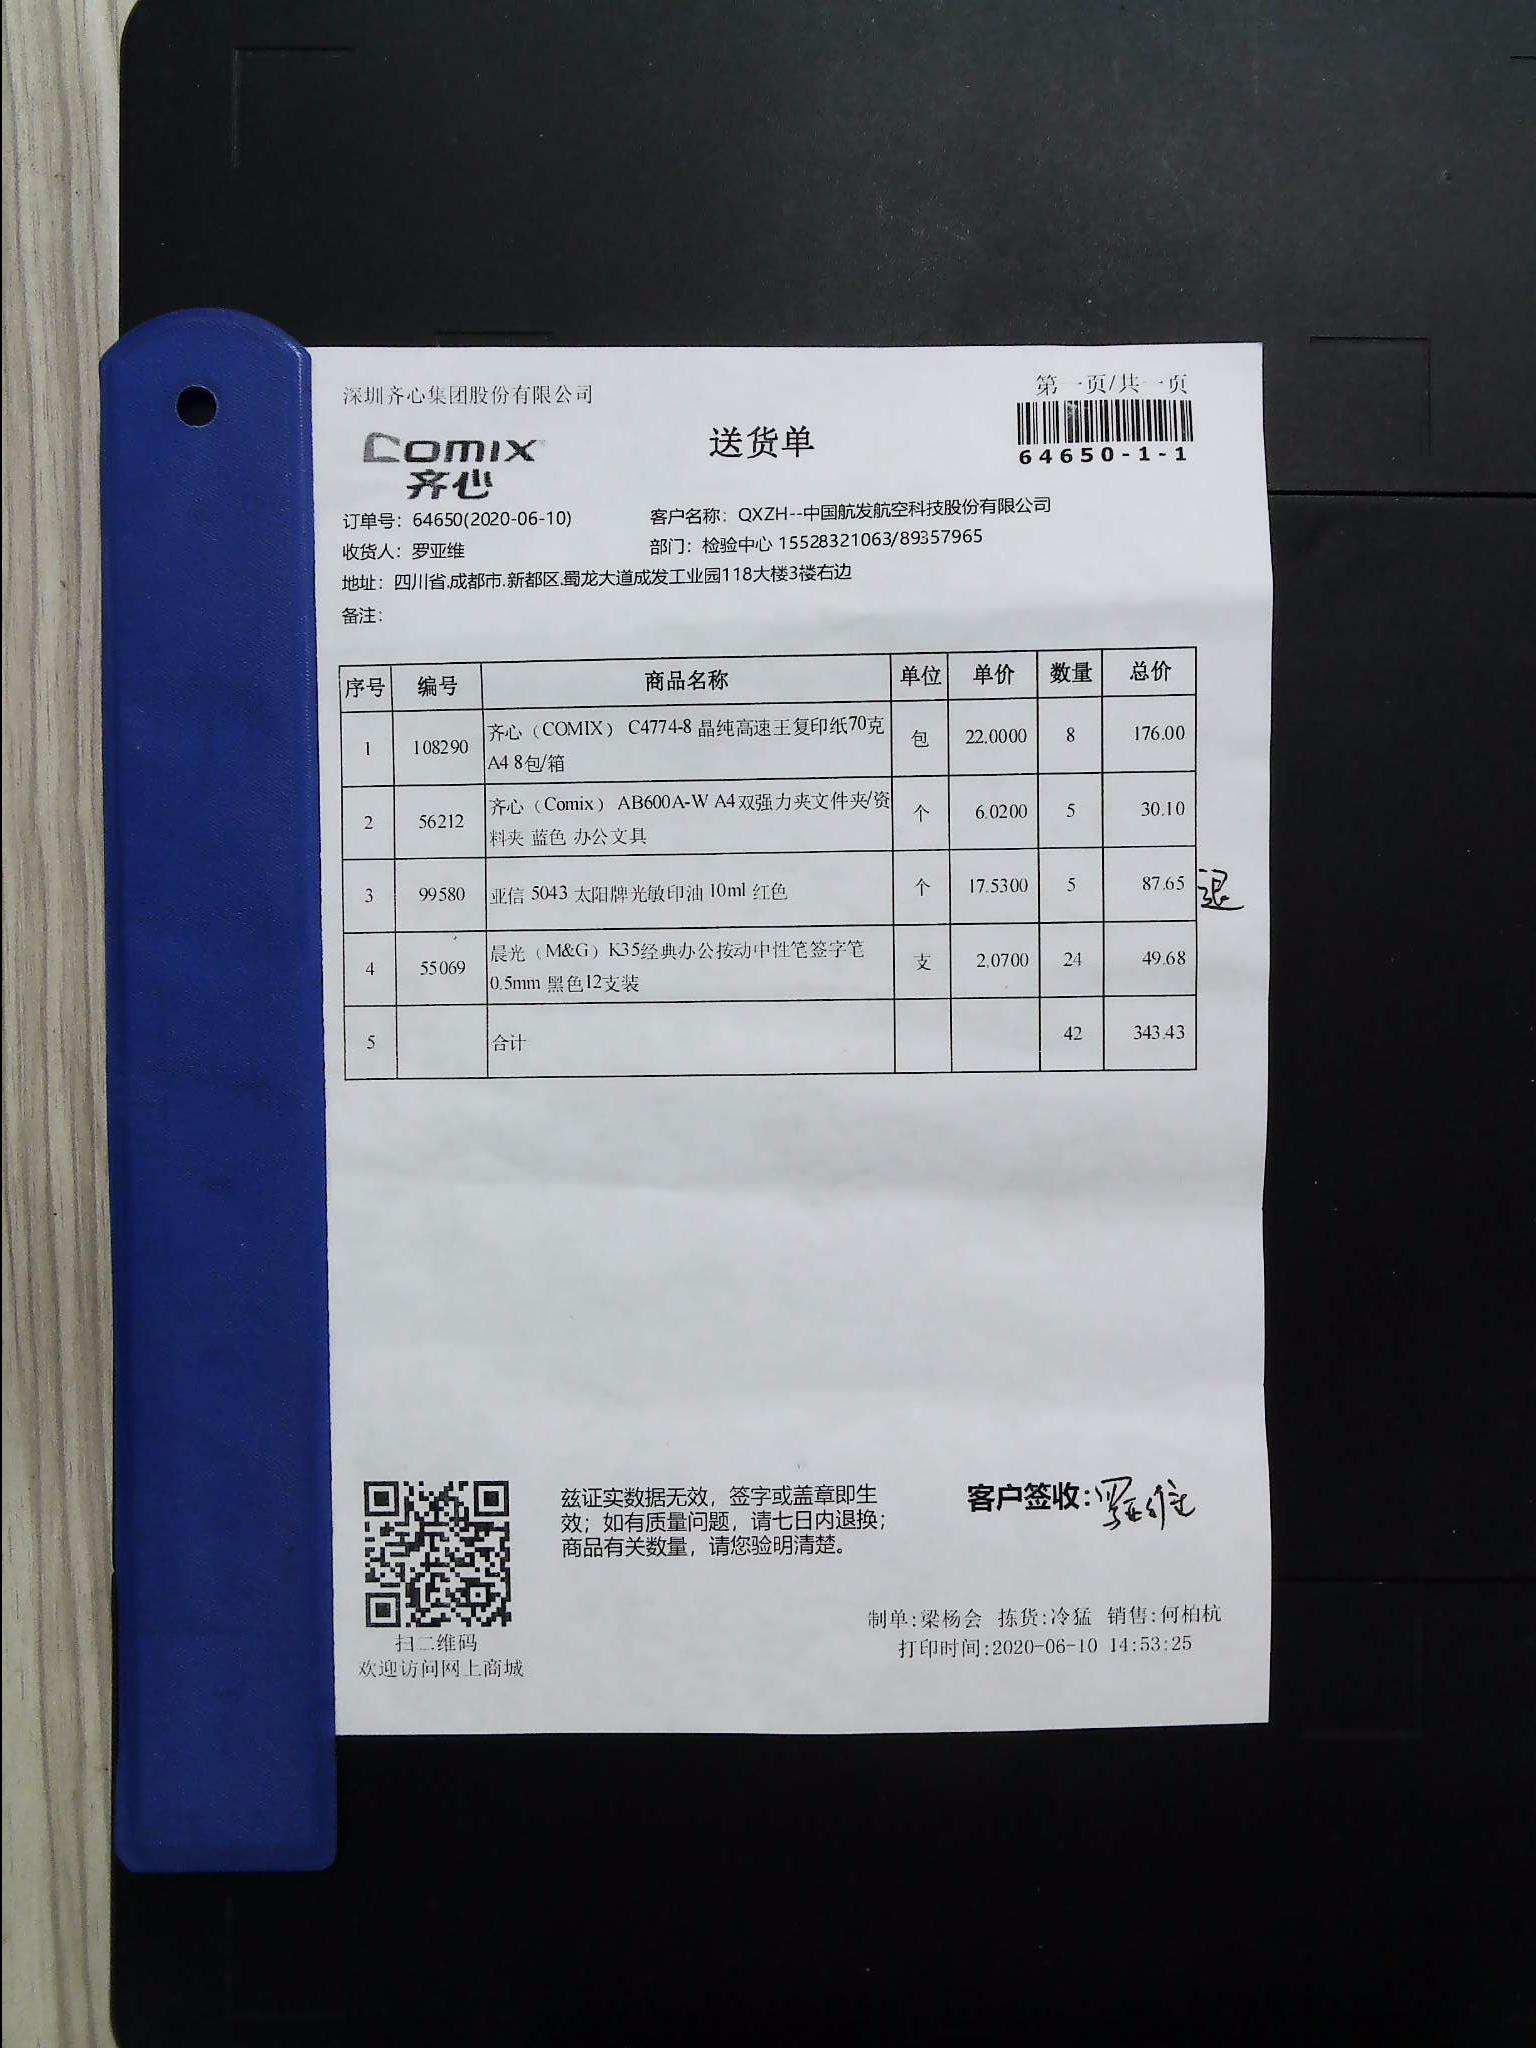 深圳齐心集团股份有限公司
第一页/共一页
COMIX
齐心
送货单
64650-1-1
订单号：64650(2020-06-10)
客户名称：QXZH--中国航发航空科技股份有限公司
收货人：罗亚维
部门：检验中心 15528321063/89357965
地址：四川省.成都市.新都区.蜀龙大道成发工业园118大楼3楼右边
备注：
序号 编号 商品名称 单位 单价 数量 总价
1 108290 齐心（COMIX） C4774-8 晶纯高速王复印纸70克 包 22.0000 8 176.00
A4 8包/箱
2 56212 齐心（Comix） AB600A-W A4双强力夹文件夹/资 个 6.0200 5 30.10
料夹 蓝色 办公文具
3 99580 亚信 5043 太阳牌光敏印油 10ml 红色 个 17.5300 5 87.65 退
4 55069 晨光（M&G）K35经典办公按动中性笔签字笔 支 2.0700 24 49.68
0.5mm 黑色12支装
5 合计 42 343.43
兹证实数据无效，签字或盖章即生
效；如有质量问题，请七日内退换；
商品有关数量，请您验明清楚。
客户签收：罗亚维
扫二维码
欢迎访问网上商城
制单:梁杨会 拣货:冷猛 销售:何柏杭
打印时间:2020-06-10 14:53:25